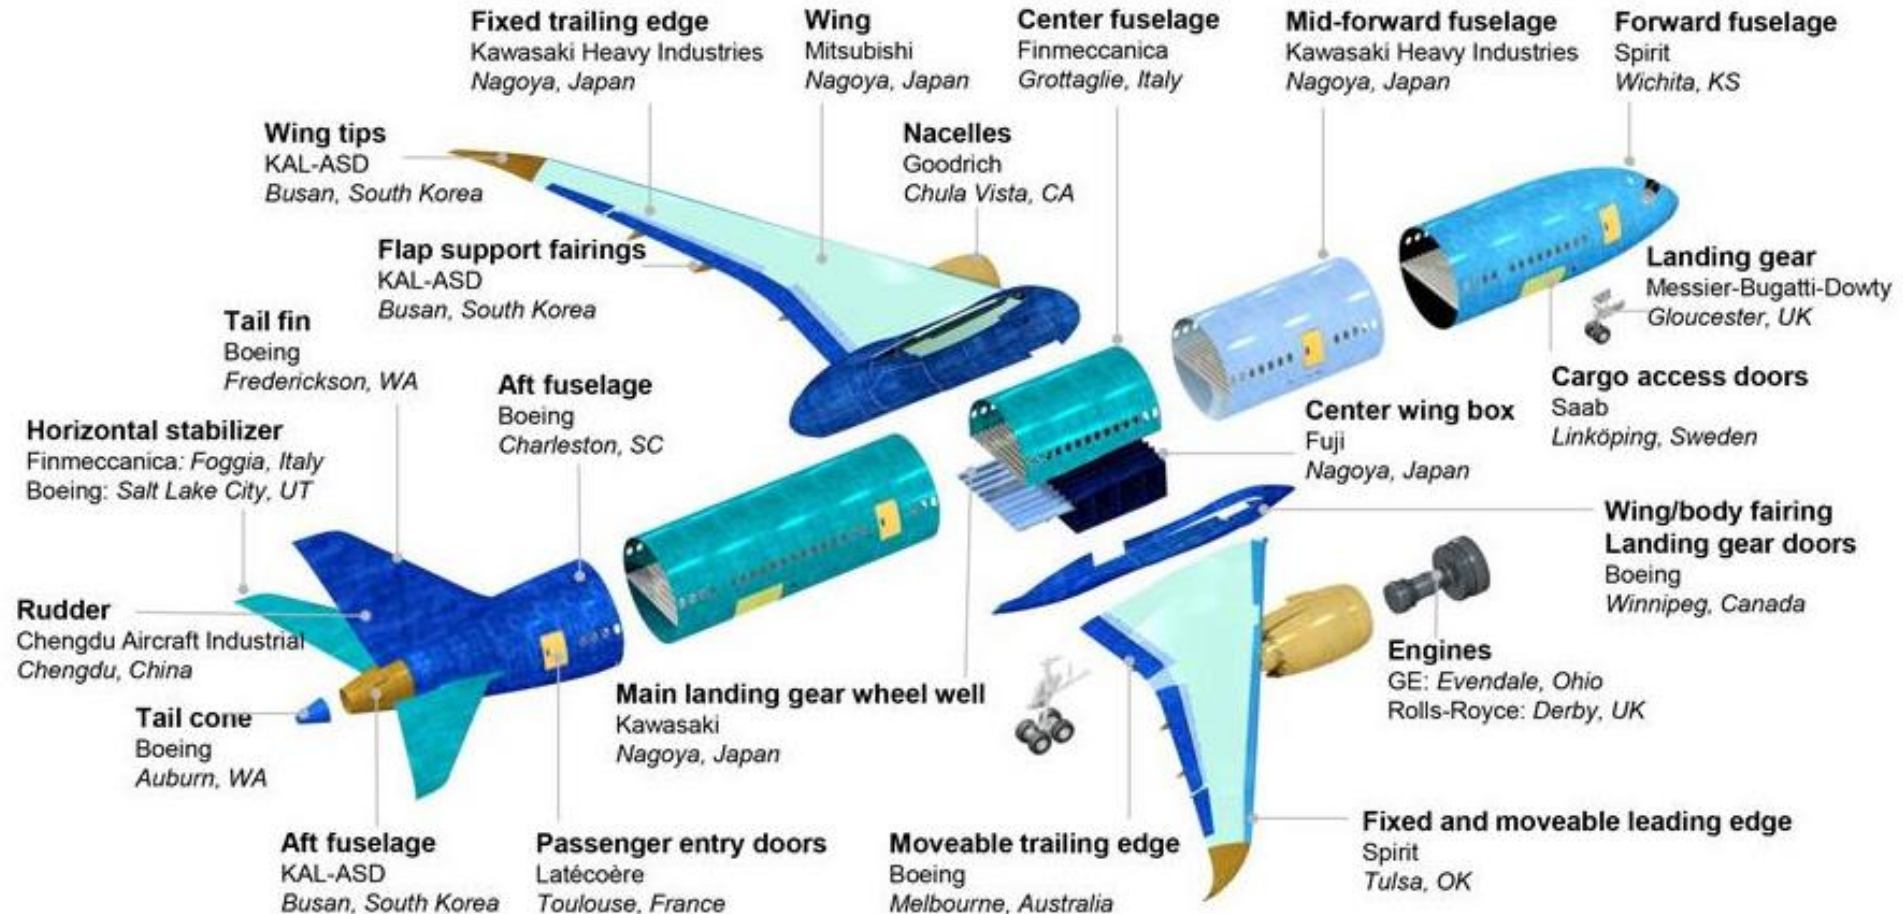 Fixed trailing edge
Kawasaki Heavy Industries
Nagoya, Japan
Wing
Mitsubishi
Nagoya, Japan
Center fuselage
Finmeccanica
Grottaglie, Italy
Mid-forward fuselage
Kawasaki Heavy Industries
Nagoya, Japan
Forward fuselage
Spirit
Wichita, KS
Wing tips
KAL-ASD
Busan, South Korea
Nacelles
Goodrich
Chula Vista, CA
Flap support fairings
KAL-ASD
Busan, South Korea
Landing gear
Messier-Bugatti-Dowty
Gloucester, UK
Tail fin
Boeing
Frederickson, WA
Aft fuselage
Boeing
Charleston, SC
Cargo access doors
Saab
Linköping, Sweden
Center wing box
Fuji
Nagoya, Japan
Horizontal stabilizer
Finmeccanica: Foggia, Italy
Boeing: Salt Lake City, UT
Wing/body fairing
Landing gear doors
Boeing
Winnipeg, Canada
Rudder
Chengdu Aircraft Industrial
Chengdu, China
Engines
GE: Evendale, Ohio
Rolls-Royce: Derby, UK
Main landing gear wheel well
Kawasaki
Nagoya, Japan
Tail cone
Boeing
Auburn, WA
Aft fuselage
KAL-ASD
Busan, South Korea
Passenger entry doors
Latécoère
Toulouse, France
Moveable trailing edge
Boeing
Melbourne, Australia
Fixed and moveable leading edge
Spirit
Tulsa, OK